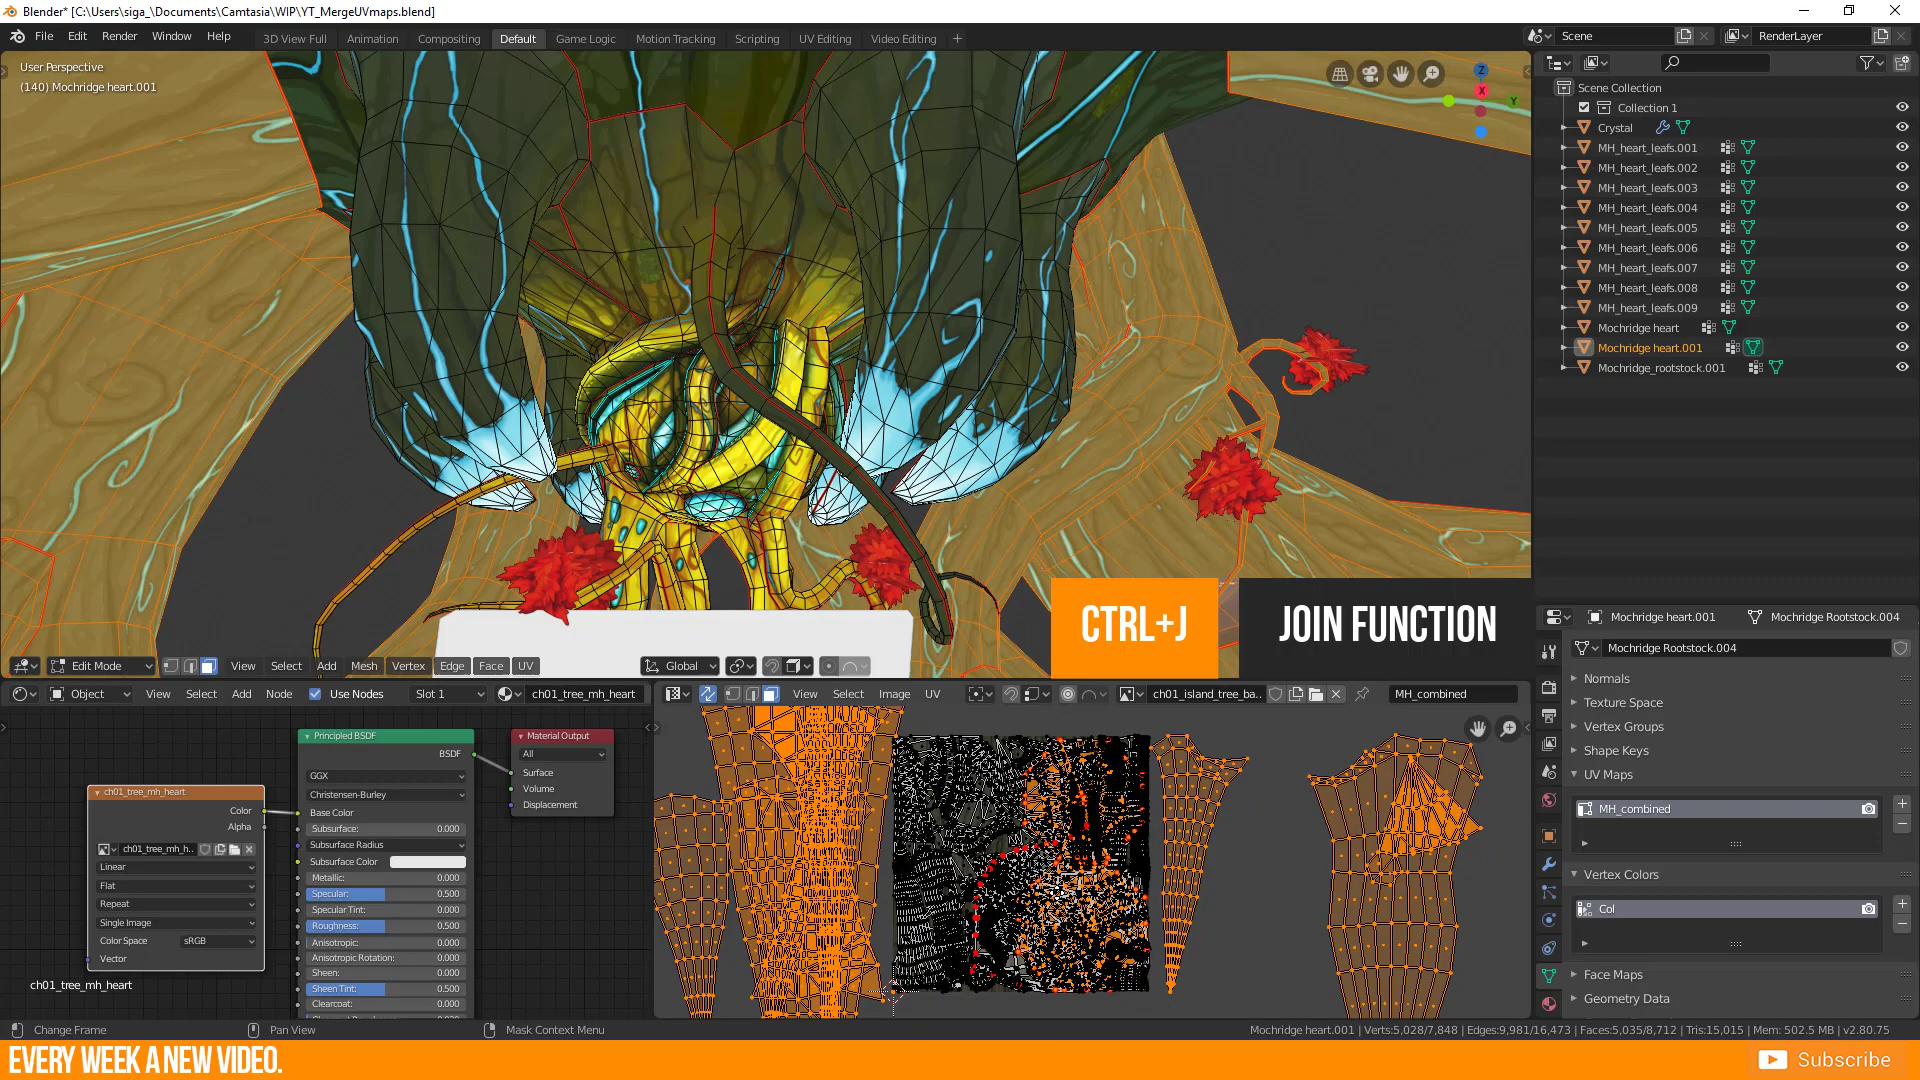 Blender* [C:\Users\siga_\Documents\Camtasia\WIP\YT_MergeUVmaps.blend]
File Edit Render Window Help
3D View Full Animation Compositing Default Game Logic Motion Tracking Scripting UV Editing Video Editing +
Scene
RenderLayer
User Perspective
(140) Mochridge heart.001
Z
X
Y
Scene Collection
Collection 1
Crystal
MH_heart_leafs.001
MH_heart_leafs.002
MH_heart_leafs.003
MH_heart_leafs.004
MH_heart_leafs.005
MH_heart_leafs.006
MH_heart_leafs.007
MH_heart_leafs.008
MH_heart_leafs.009
Mochridge heart
Mochridge heart.001
Mochridge_rootstock.001
CTRL+J
JOIN FUNCTION
Edit Mode View Select Add Mesh Vertex Edge Face UV Global
Object View Select Add Node Use Nodes Slot 1 ch01_tree_mh_heart
View Select Image UV ch01_island_tree_ba... MH_combined
ch01_tree_mh_heart
Color
Alpha
ch01_tree_mh_h..
Linear
Flat
Repeat
Single Image
Color Space sRGB
Vector
ch01_tree_mh_heart
Principled BSDF
BSDF
GGX
Christensen-Burley
Base Color
Subsurface: 0.000
Subsurface Radius
Subsurface Color
Metallic: 0.000
Specular: 0.500
Specular Tint: 0.000
Roughness: 0.500
Anisotropic: 0.000
Anisotropic Rotation: 0.000
Sheen: 0.000
Sheen Tint: 0.500
Clearcoat: 0.000
Material Output
All
Surface
Volume
Displacement
Mochridge heart.001 Mochridge Rootstock.004
Mochridge Rootstock.004
Normals
Texture Space
Vertex Groups
Shape Keys
UV Maps
MH_combined
Vertex Colors
Col
Face Maps
Geometry Data
Change Frame Pan View Mask Context Menu
Mochridge heart.001 | Verts:5,028/7,848 | Edges:9,981/16,473 | Faces:5,035/8,712 | Tris:15,015 | Mem: 502.5 MB | v2.80.75
EVERY WEEK A NEW VIDEO.
Subscribe